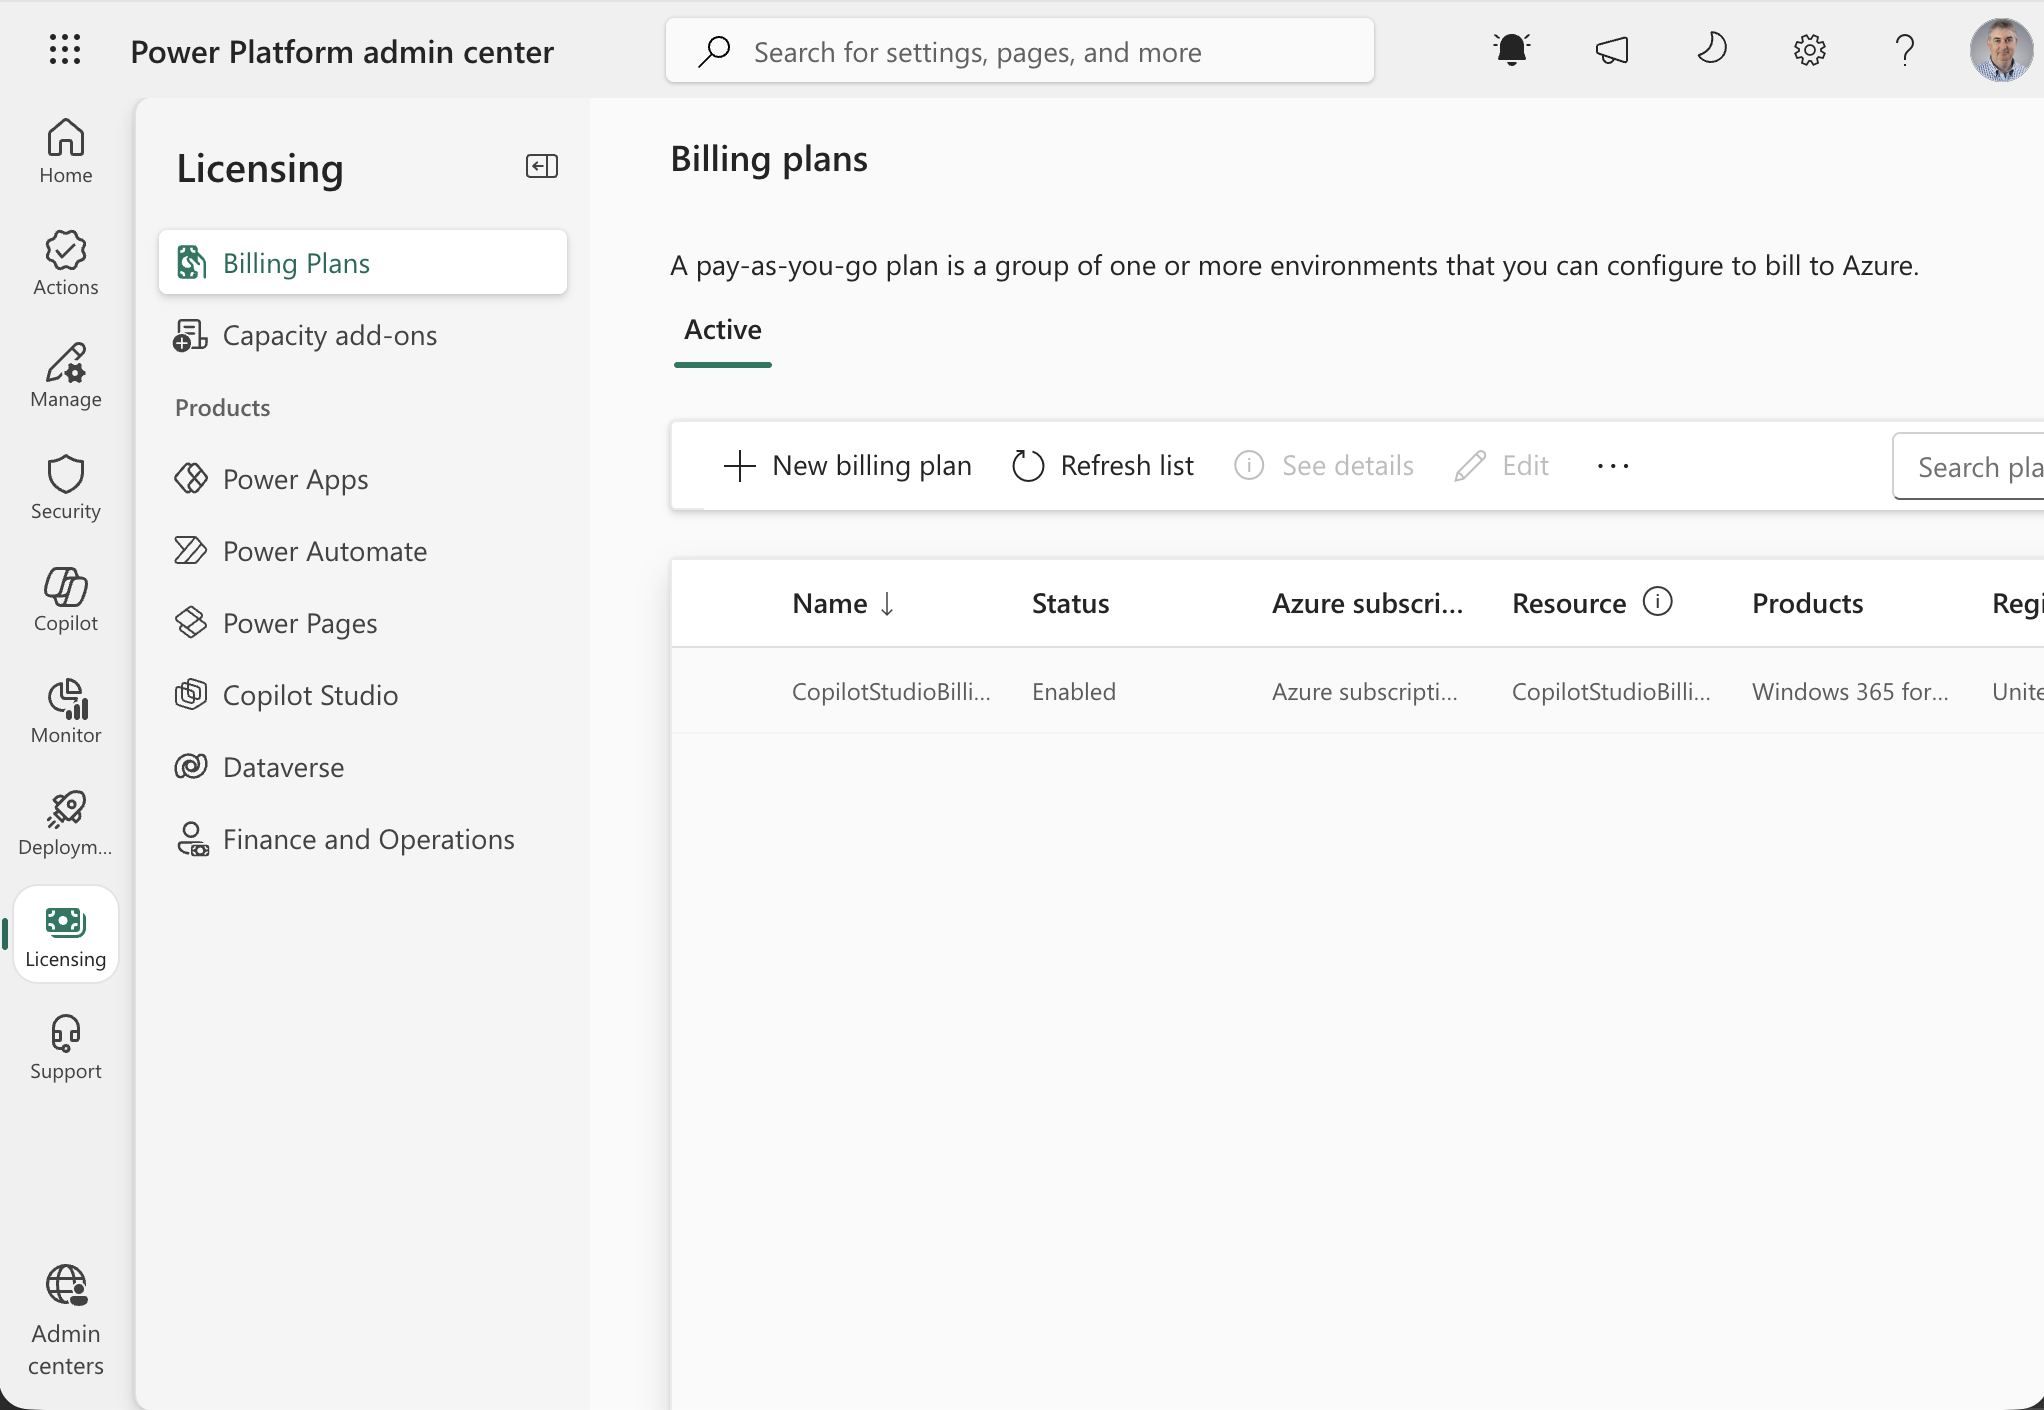 Power Platform admin center
Search for settings, pages, and more
Home
Actions
Manage
Security
Copilot
Monitor
Deploym...
Licensing
Support
Admin
centers
Licensing
Billing Plans
Capacity add-ons
Products
Power Apps
Power Automate
Power Pages
Copilot Studio
Dataverse
Finance and Operations
Billing plans
A pay-as-you-go plan is a group of one or more environments that you can configure to bill to Azure.
Active
New billing plan Refresh list See details Edit ... Search pla
Name ↓ Status Azure subscri... Resource Products Regi
CopilotStudioBilli... Enabled Azure subscripti... CopilotStudioBilli... Windows 365 for... Unite